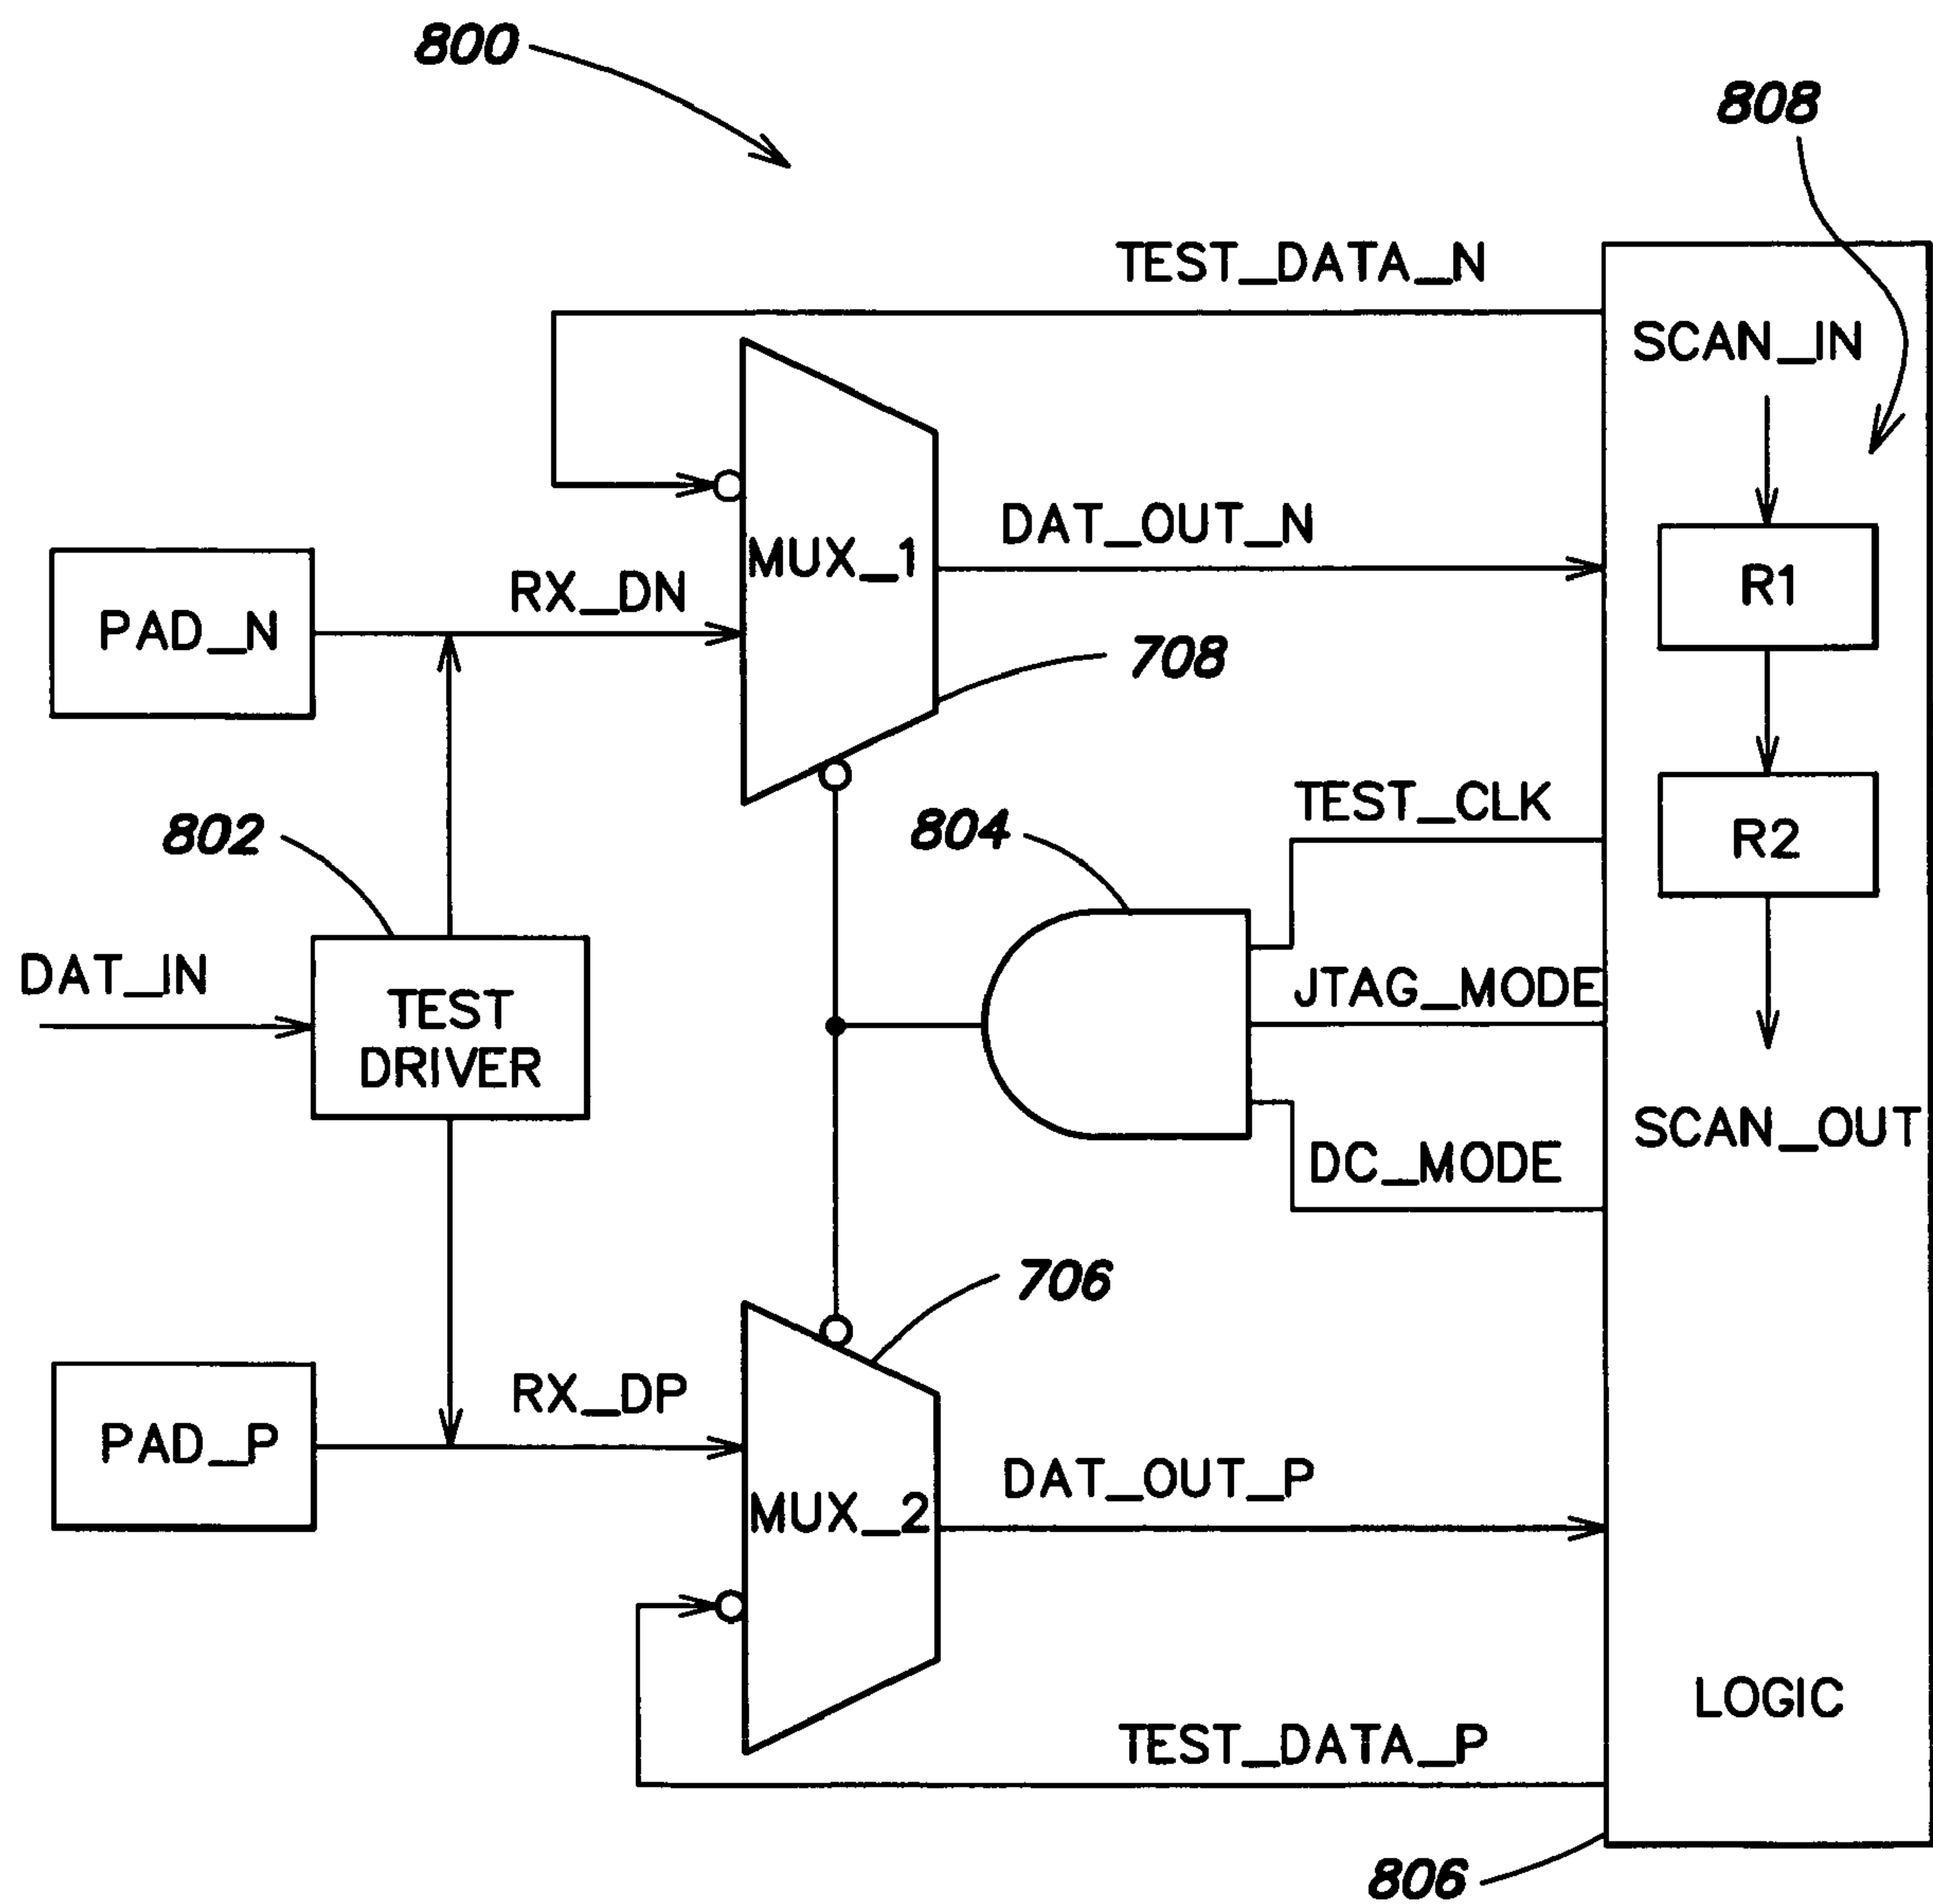 800
808
TEST_DATA_N
SCAN_IN
DAT_OUT_N
MUX_1
RX_DN
R1
PAD_N
708
TEST_CLK
802
804
R2
DAT_IN
JTAG_MODE
TEST
DRIVER
SCAN_OUT
DC_MODE
706
RX_DP
PAD_P
DAT_OUT_P
MUX_2
LOGIC
TEST_DATA_P
806